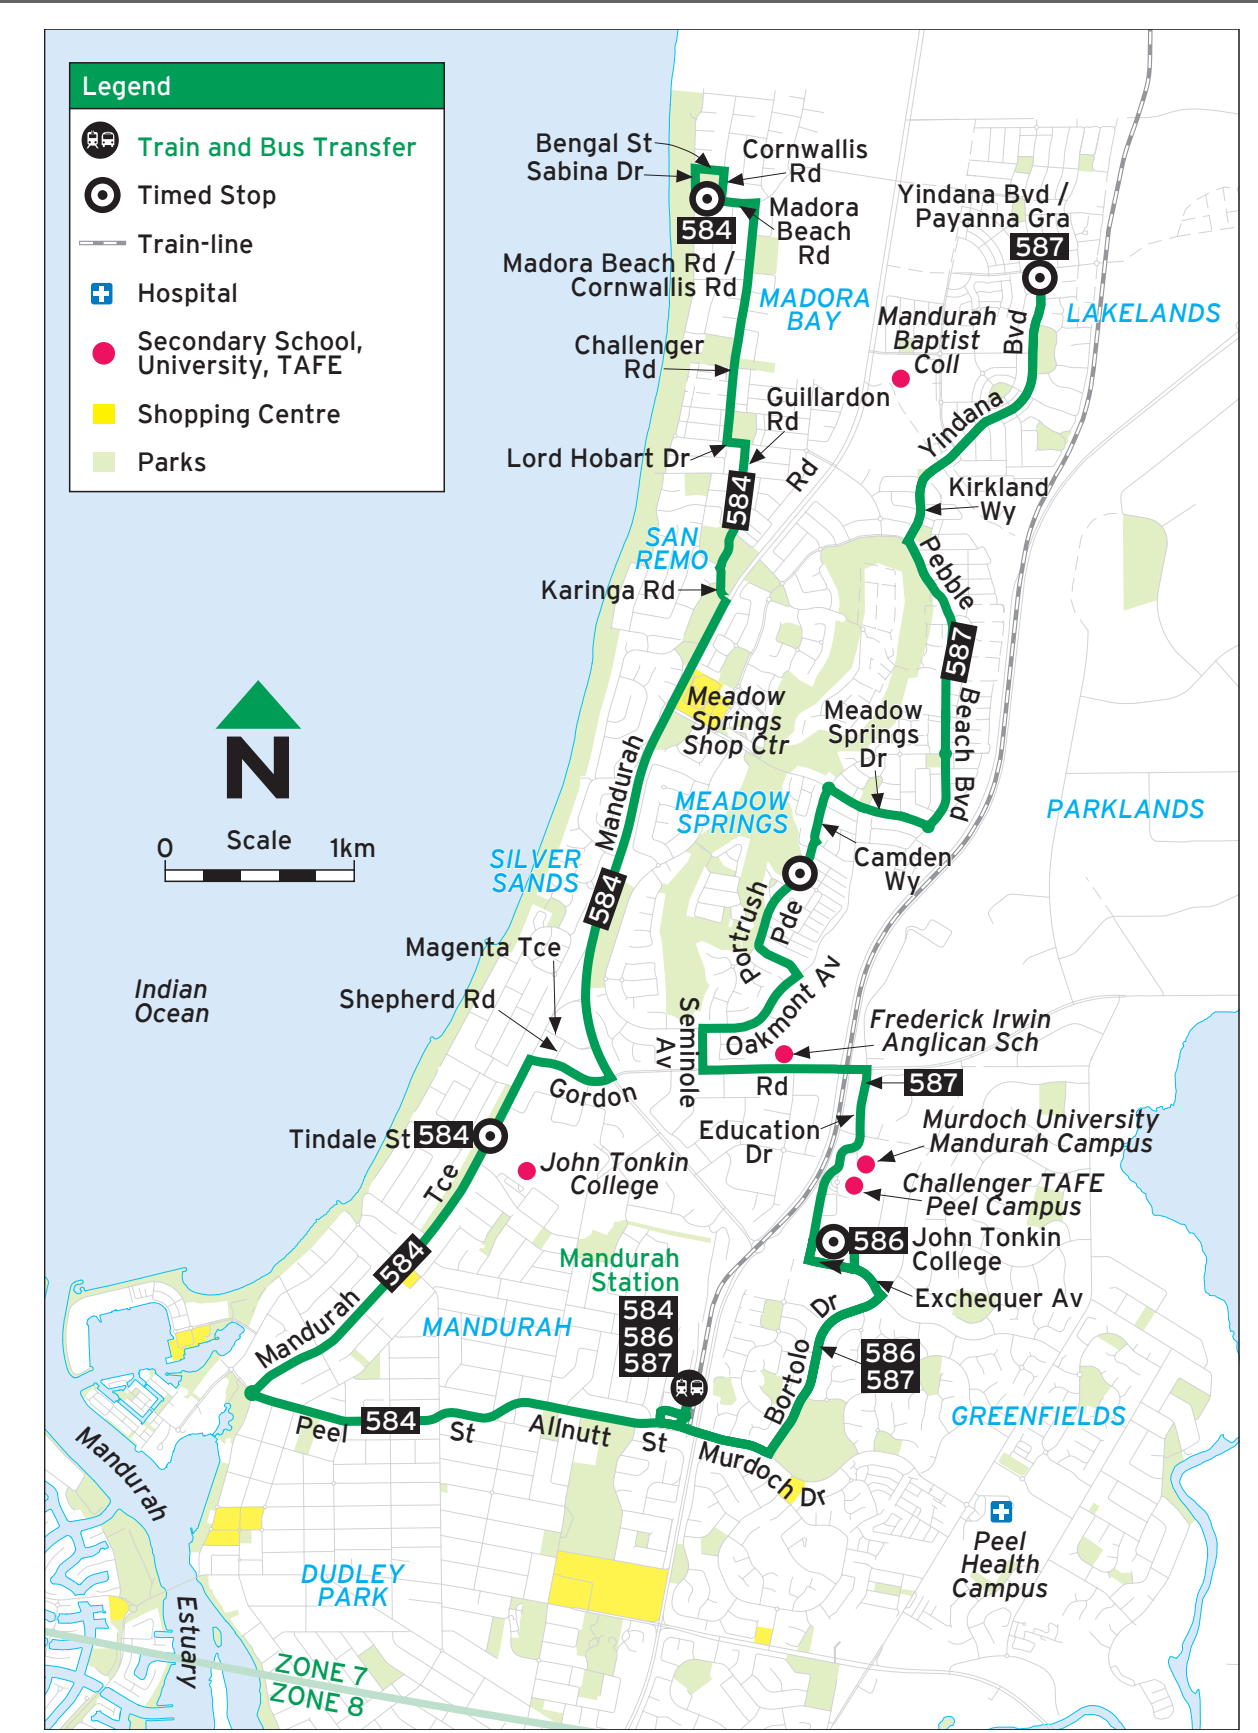 Legend
Train and Bus Transfer
Timed Stop
Train-line
Hospital
Secondary School,
University, TAFE
Shopping Centre
Parks
Bengal St
Sabina Dr
Cornwallis
Rd
584
Madora
Beach
Rd
Madora Beach Rd /
Cornwallis Rd
Yindana Bvd /
Payanna Gra
587
MADORA
BAY
LAKELANDS
Mandurah
Baptist
Coll
Yindana
Bvd
Challenger
Rd
Guillardon
Rd
Lord Hobart Dr
584
Rd
Kirkland
Wy
SAN
REMO
Karinga Rd
Pebble
Beach Bvd
587
Meadow
Springs
Shop Ctr
Meadow
Springs
Dr
N
Scale
0
1km
Mandurah
MEADOW
SPRINGS
PARKLANDS
SILVER
SANDS
584
Camden
Wy
Portrush
Pde
Magenta Tce
Shepherd Rd
Indian
Ocean
Seminole
Av
Oakmont Av
Frederick Irwin
Anglican Sch
Gordon
Rd
587
Education
Dr
Murdoch University
Mandurah Campus
Tindale St
584
John Tonkin
College
Challenger TAFE
Peel Campus
Tce
584
Mandurah
586
John Tonkin
College
Exchequer Av
Mandurah
Station
584
586
587
MANDURAH
Bortolo
Dr
586
587
GREENFIELDS
Peel
584
St
Allnutt
St
Murdoch Dr
Mandurah
Estuary
Peel
Health
Campus
DUDLEY
PARK
ZONE 7
ZONE 8